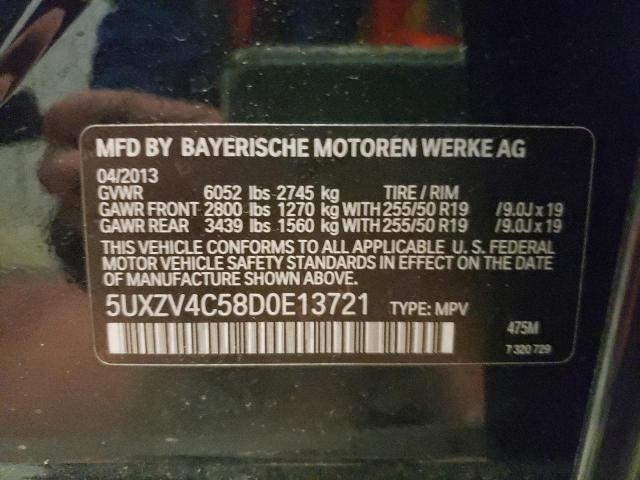 MFD BY BAYERISCHE MOTOREN WERKE AG
04/2013
GVWR 6052 lbs 2745 kg TIRE / RIM
GAWR FRONT 2800 lbs 1270 kg WITH 255/50 R19 /9.0J x 19
GAWR REAR 3439 lbs 1560 kg WITH 255/50 R19 /9.0J x 19
THIS VEHICLE CONFORMS TO ALL APPLICABLE U. S. FEDERAL
MOTOR VEHICLE SAFETY STANDARDS IN EFFECT ON THE DATE
OF MANUFACTURE SHOWN ABOVE.
5UXZV4C58D0E13721 TYPE: MPV
475M
7 320 729